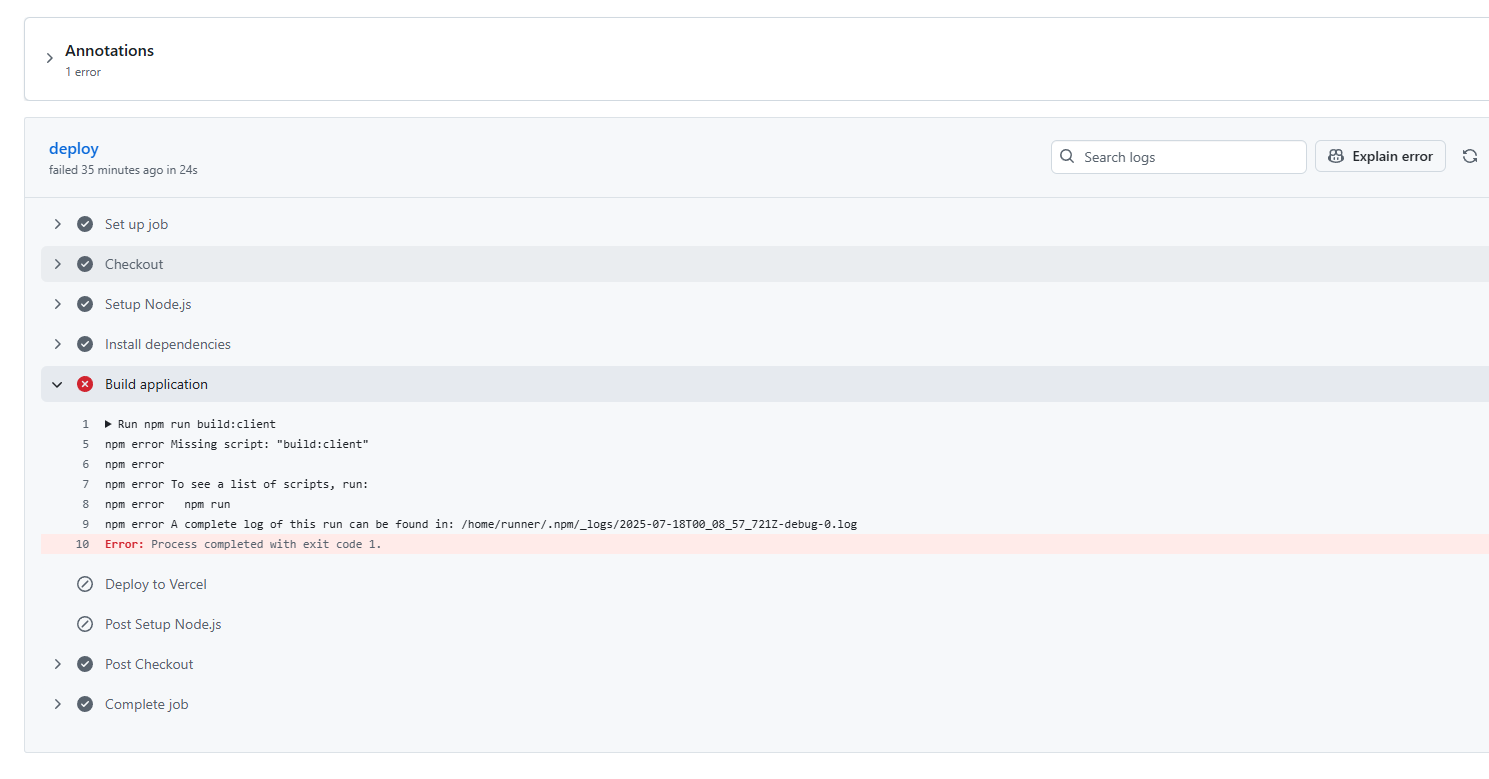 Annotations
1 error
deploy
failed 35 minutes ago in 24s
Search logs
Explain error
Set up job
Checkout
Setup Node.js
Install dependencies
Build application
1 Run npm run build:client
5 npm error Missing script: "build:client"
6 npm error
7 npm error To see a list of scripts, run:
8 npm error   npm run
9 npm error A complete log of this run can be found in: /home/runner/.npm/_logs/2025-07-18T00_08_57_721Z-debug-0.log
10 Error: Process completed with exit code 1.
Deploy to Vercel
Post Setup Node.js
Post Checkout
Complete job